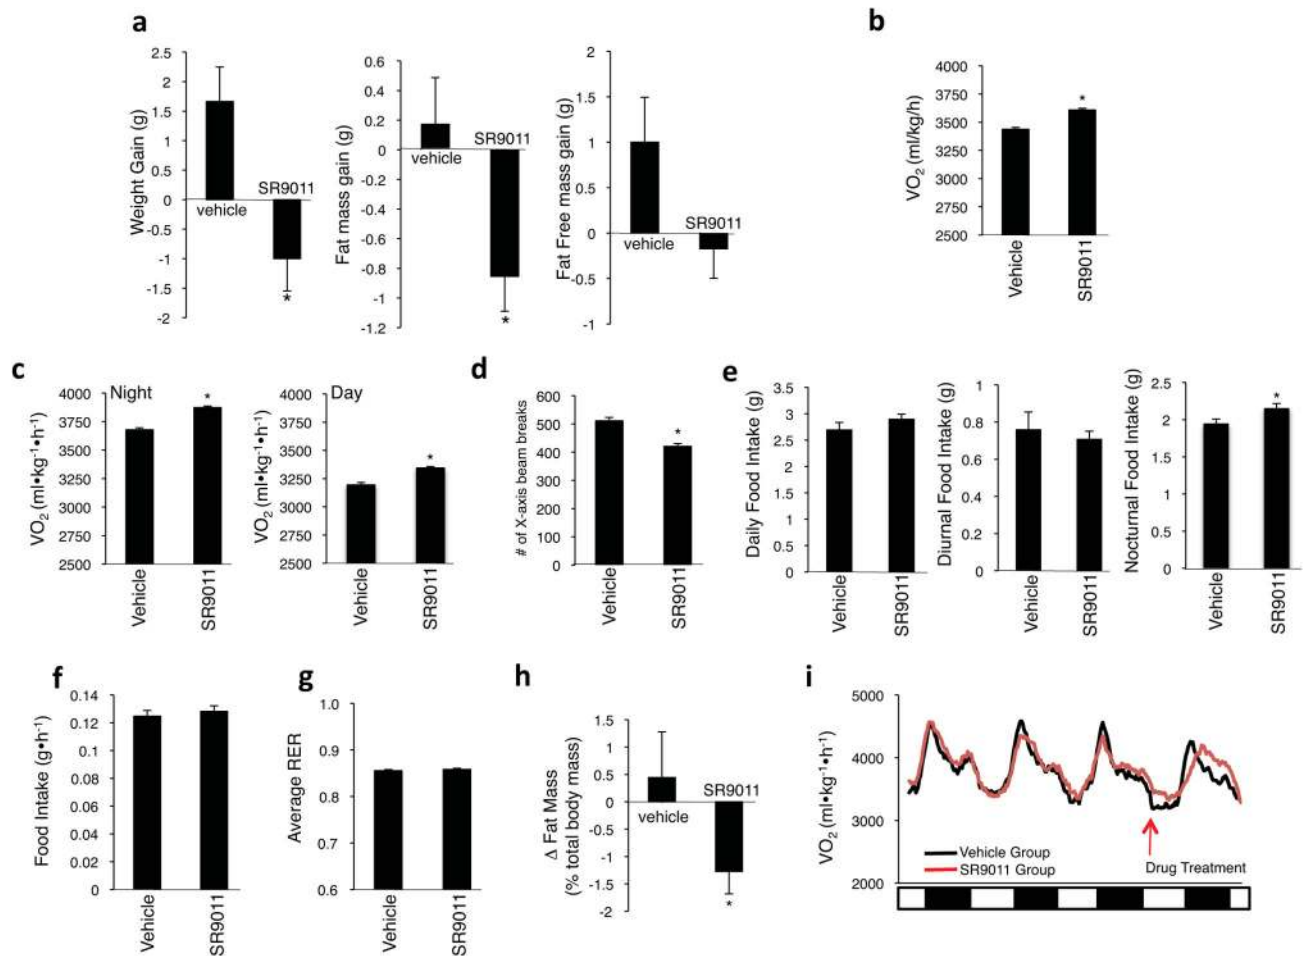 a
Weight Gain (g)
2.5
2
1.5
1
0.5
0
-0.5
-1
-1.5
-2
vehicle
SR9011
*
Fat mass gain (g)
0.6
0.4
0.2
0
-0.2
-0.4
-0.6
-0.8
-1
-1.2
vehicle
SR9011
*
Fat Free mass gain (g)
2
1.5
1
0.5
0
-0.5
-1
vehicle
SR9011
b
VO2 (ml/kg/h)
4000
3750
3500
3250
3000
2750
2500
*
Vehicle
SR9011
c
Night
VO2 (ml•kg-1•h-1)
4000
3750
3500
3250
3000
2750
2500
*
Vehicle
SR9011
Day
VO2 (ml•kg-1•h-1)
4000
3750
3500
3250
3000
2750
2500
*
Vehicle
SR9011
d
# of X-axis beam breaks
600
500
400
300
200
100
0
*
Vehicle
SR9011
e
Daily Food Intake (g)
3.5
3
2.5
2
1.5
1
0.5
0
Vehicle
SR9011
Diurnal Food Intake (g)
1
0.8
0.6
0.4
0.2
0
Vehicle
SR9011
Nocturnal Food Intake (g)
2.5
2
1.5
1
0.5
0
*
Vehicle
SR9011
f
Food Intake (g•h-1)
0.14
0.12
0.10
0.08
0.06
0.04
0.02
0
Vehicle
SR9011
g
Average RER
1.0
0.9
0.8
0.7
0.6
Vehicle
SR9011
h
Δ Fat Mass
(% total body mass)
1.5
1
0.5
0
-0.5
-1
-1.5
-2
vehicle
SR9011
*
i
VO2 (ml•kg-1•h-1)
5000
4000
3000
2000
Vehicle Group
SR9011 Group
Drug Treatment